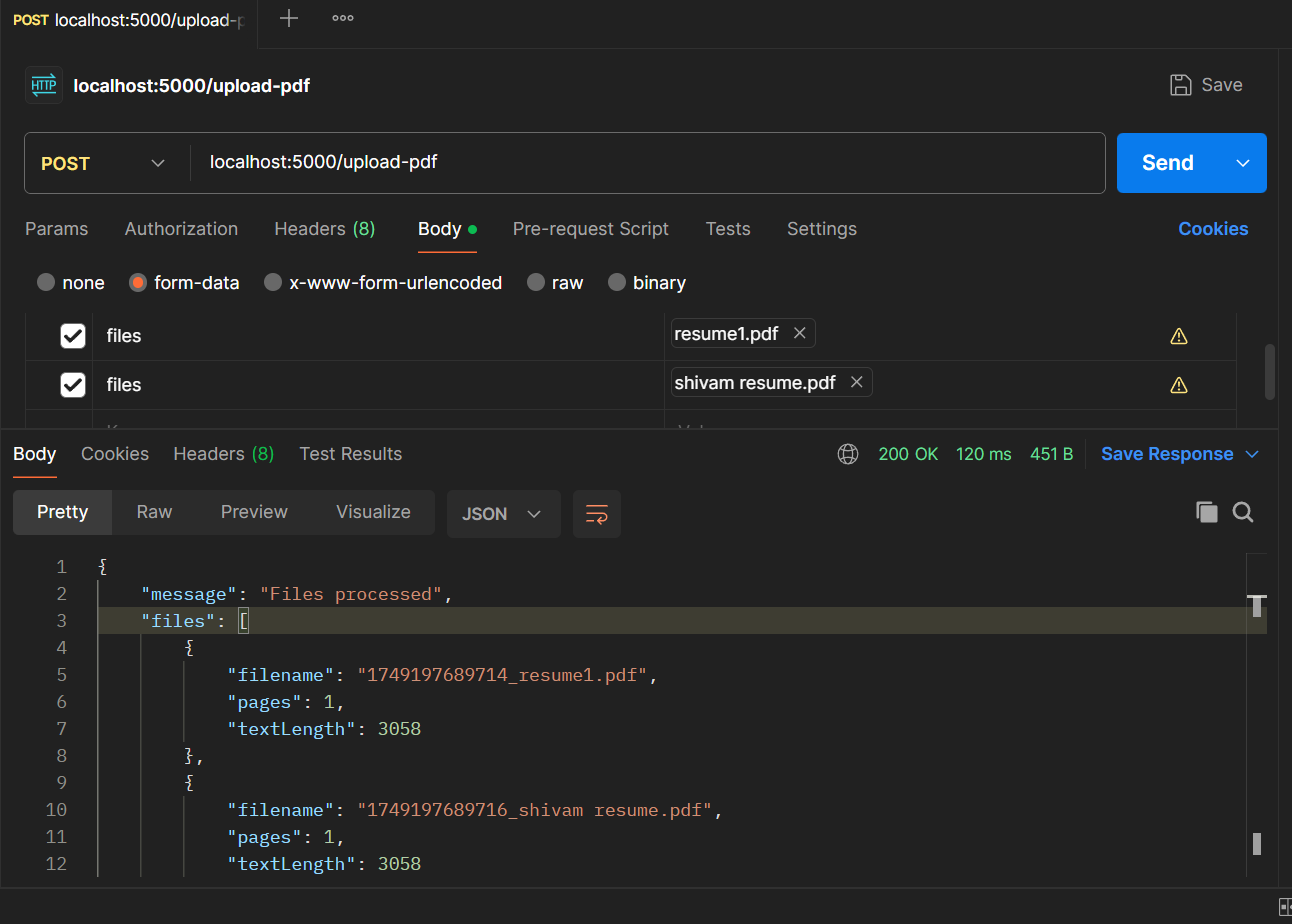 POST localhost:5000/upload-p
HTTP localhost:5000/upload-pdf Save
POST localhost:5000/upload-pdf Send
Params Authorization Headers (8) Body Pre-request Script Tests Settings Cookies
none form-data x-www-form-urlencoded raw binary
files resume1.pdf
files shivam resume.pdf
Body Cookies Headers (8) Test Results 200 OK 120 ms 451 B Save Response
Pretty Raw Preview Visualize JSON
1 {
2 "message": "Files processed",
3 "files": [
4 {
5 "filename": "1749197689714_resume1.pdf",
6 "pages": 1,
7 "textLength": 3058
8 },
9 {
10 "filename": "1749197689716_shivam resume.pdf",
11 "pages": 1,
12 "textLength": 3058